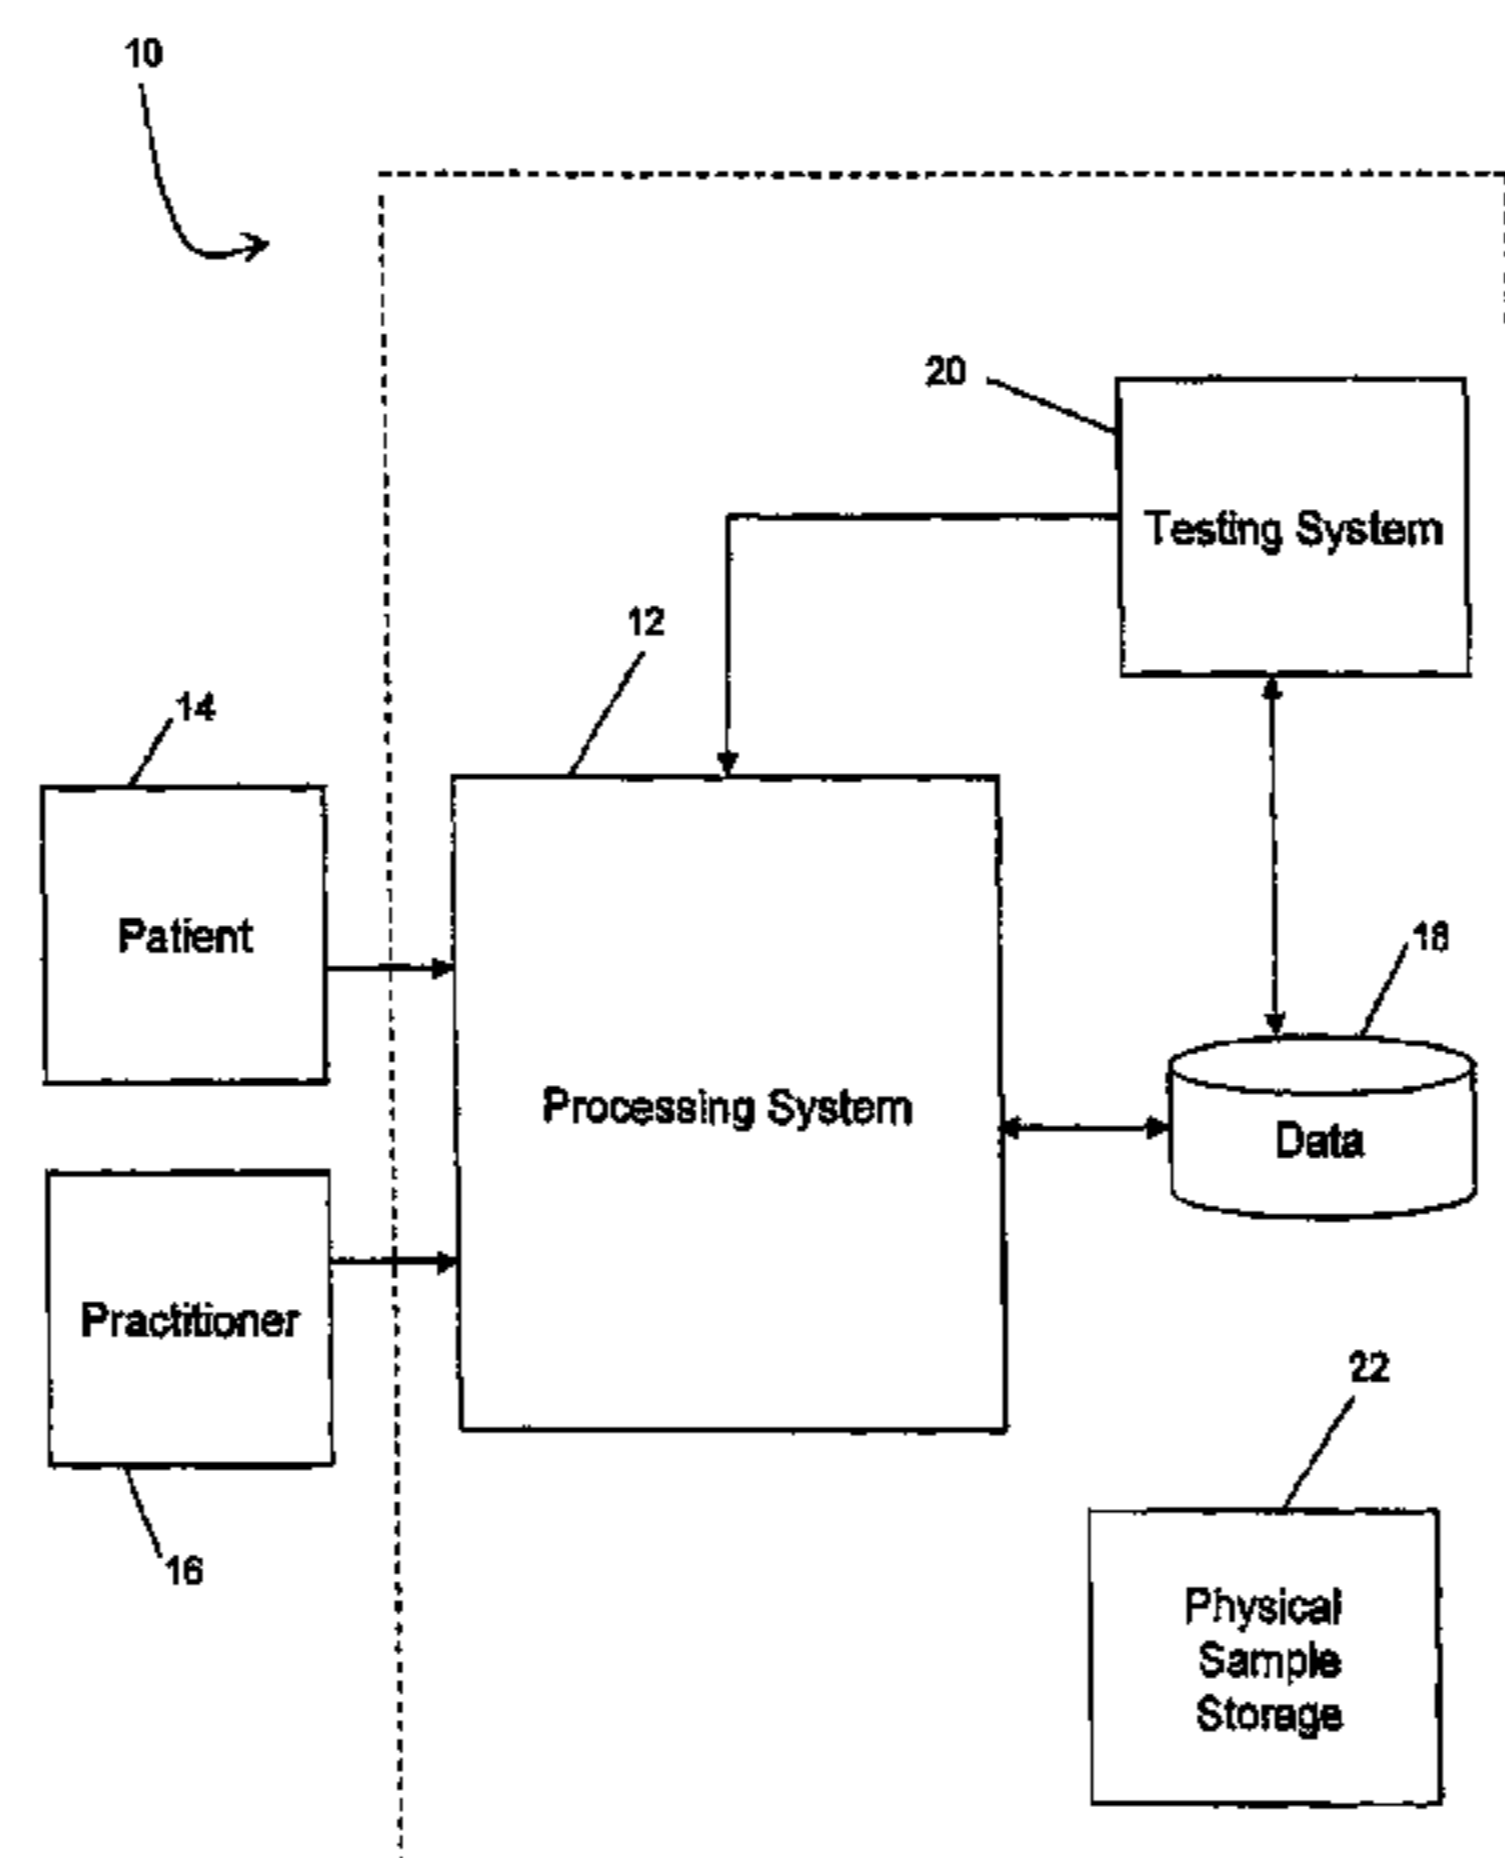 10
20
Testing System
12
14
Patient
18
Processing System
Data
Practitioner
22
16
Physical
Sample
Storage